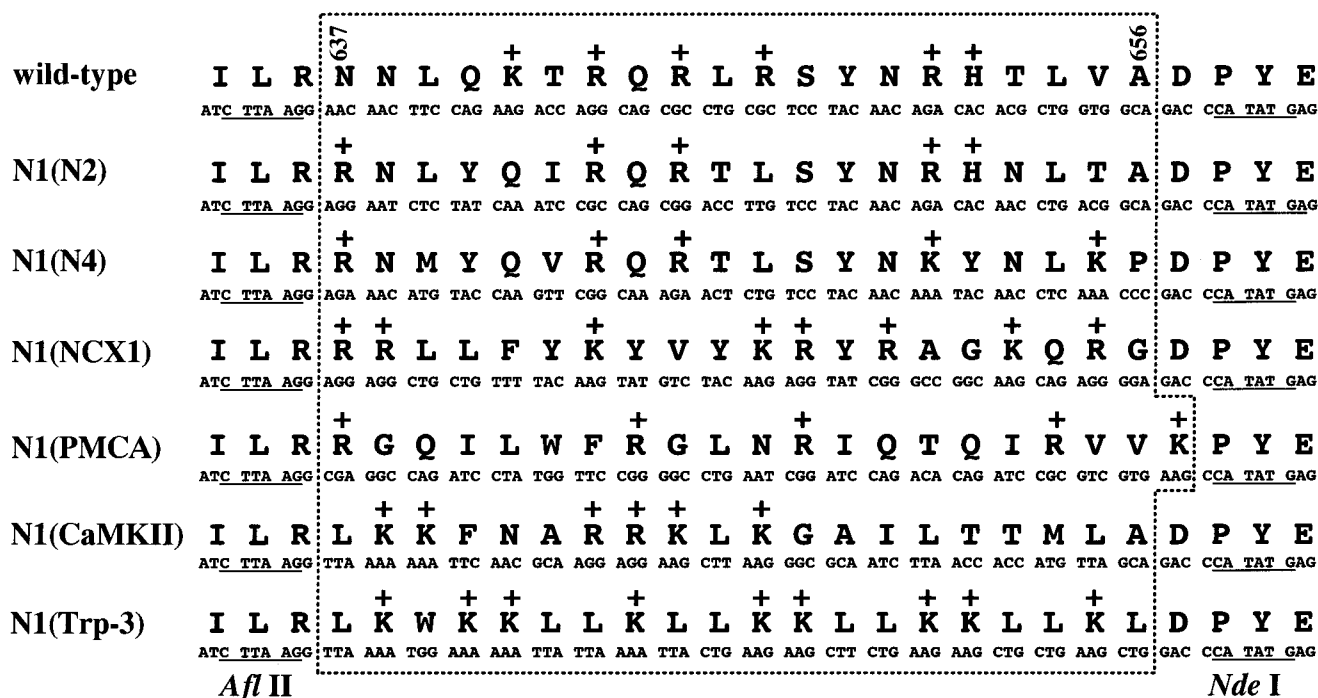 637 656
+ + + + + +
wild-type I L R N N L Q K T R Q R L R S Y N R H T L V A D P Y E
ATC TTA AGG AAC AAC TTC CAG AAG ACC AGG CAG CGC CTG CGC TCC TAC AAC AGA CAC ACG CTG GTG GCA GAC CCA TAT GAG
+ + + + +
N1(N2) I L R R N L Y Q I R Q R T L S Y N R H N L T A D P Y E
ATC TTA AGG AGG AAT CTC TAT CAA ATC CGC CAG CGG ACC TTG TCC TAC AAC AGA CAC AAC CTG ACG GCA GAC CCA TAT GAG
+ + + + +
N1(N4) I L R R N M Y Q V R Q R T L S Y N K Y N L K P D P Y E
ATC TTA AGG AGA AAC ATG TAC CAA GTT CGG CAA AGA ACT CTG TCC TAC AAC AAA TAC AAC CTC AAA CCC GAC CCA TAT GAG
+ + + + + + + +
N1(NCX1) I L R R R L L F Y K Y V Y K R Y R A G K Q R G D P Y E
ATC TTA AGG AGG AGG CTG CTG TTT TAC AAG TAT GTC TAC AAG AGG TAT CGG GCC GGC AAG CAG AGG GGA GAC CCA TAT GAG
+ + + + +
N1(PMCA) I L R R G Q I L W F R G L N R I Q T Q I R V V K P Y E
ATC TTA AGG CGA GGC CAG ATC CTA TGG TTC CGG GGC CTG AAT CGG ATC CAG ACA CAG ATC CGC GTC GTG AAG CCA TAT GAG
+ + + + + +
N1(CaMKII) I L R L K K F N A R R K L K G A I L T T M L A D P Y E
ATC TTA AGG TTA AAA AAA TTC AAC GCA AGG AGG AAG CTT AAG GGC GCA ATC TTA ACC ACC ATG TTA GCA GAC CCA TAT GAG
+ + + + + + + + +
N1(Trp-3) I L R L K W K K L L K L L K K L L K K L L K L D P Y E
ATC TTA AGG TTA AAA TGG AAA AAA TTA TTA AAA TTA CTG AAG AAG CTT CTG AAG AAG CTG CTG AAG CTG GAC CCA TAT GAG
Afl II Nde I